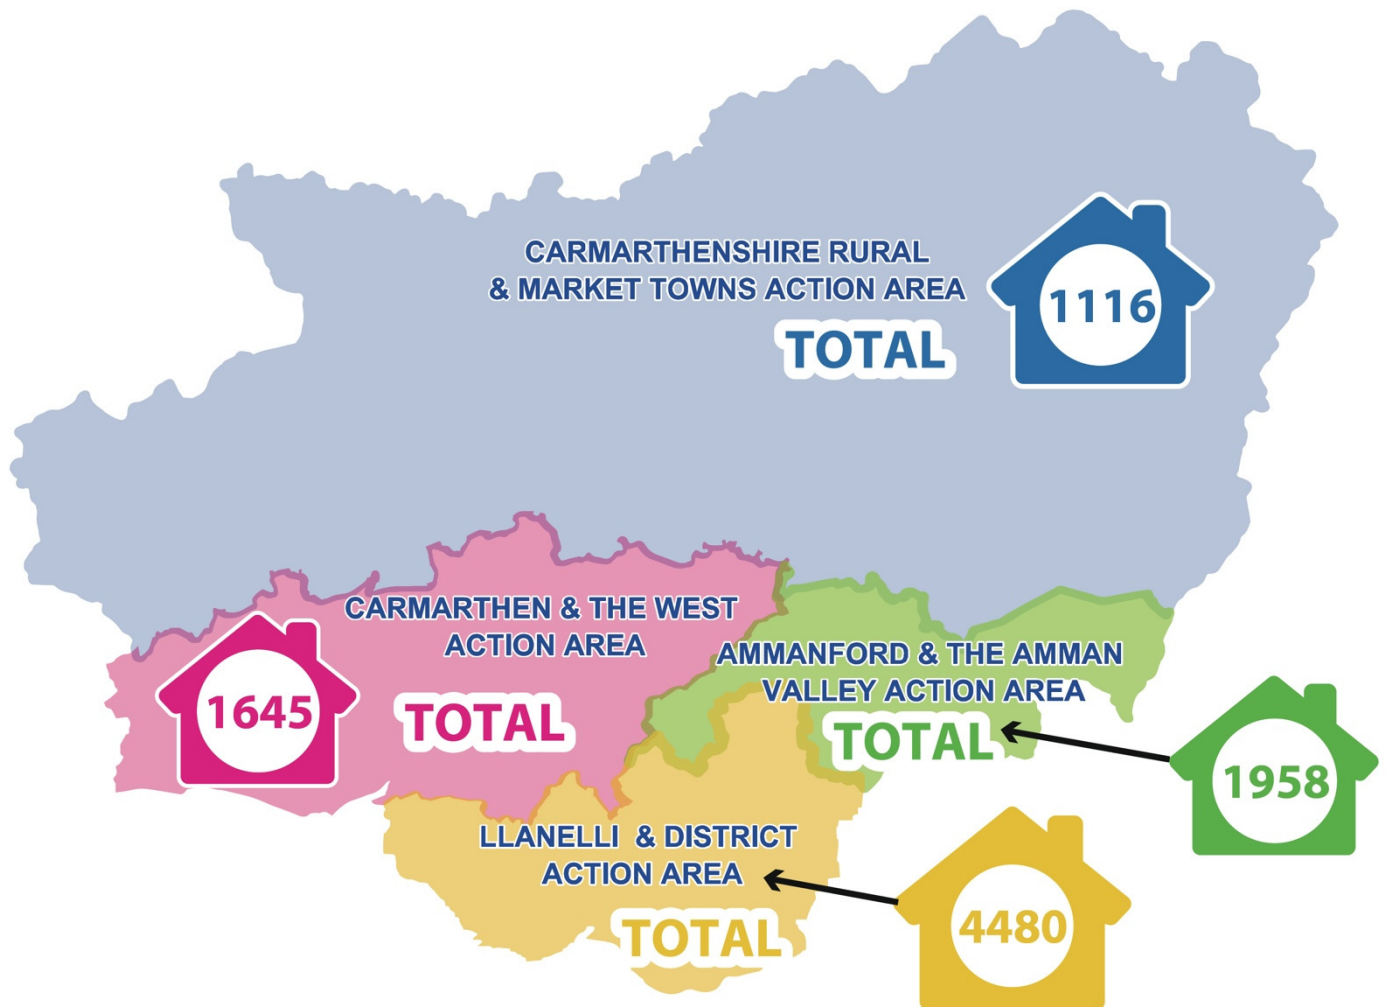 CARMARTHENSHIRE RURAL
& MARKET TOWNS ACTION AREA
TOTAL
1116
CARMARTHEN & THE WEST
ACTION AREA
TOTAL
1645
AMMANFORD & THE AMMAN
VALLEY ACTION AREA
TOTAL
1958
LLANELLI & DISTRICT
ACTION AREA
TOTAL
4480